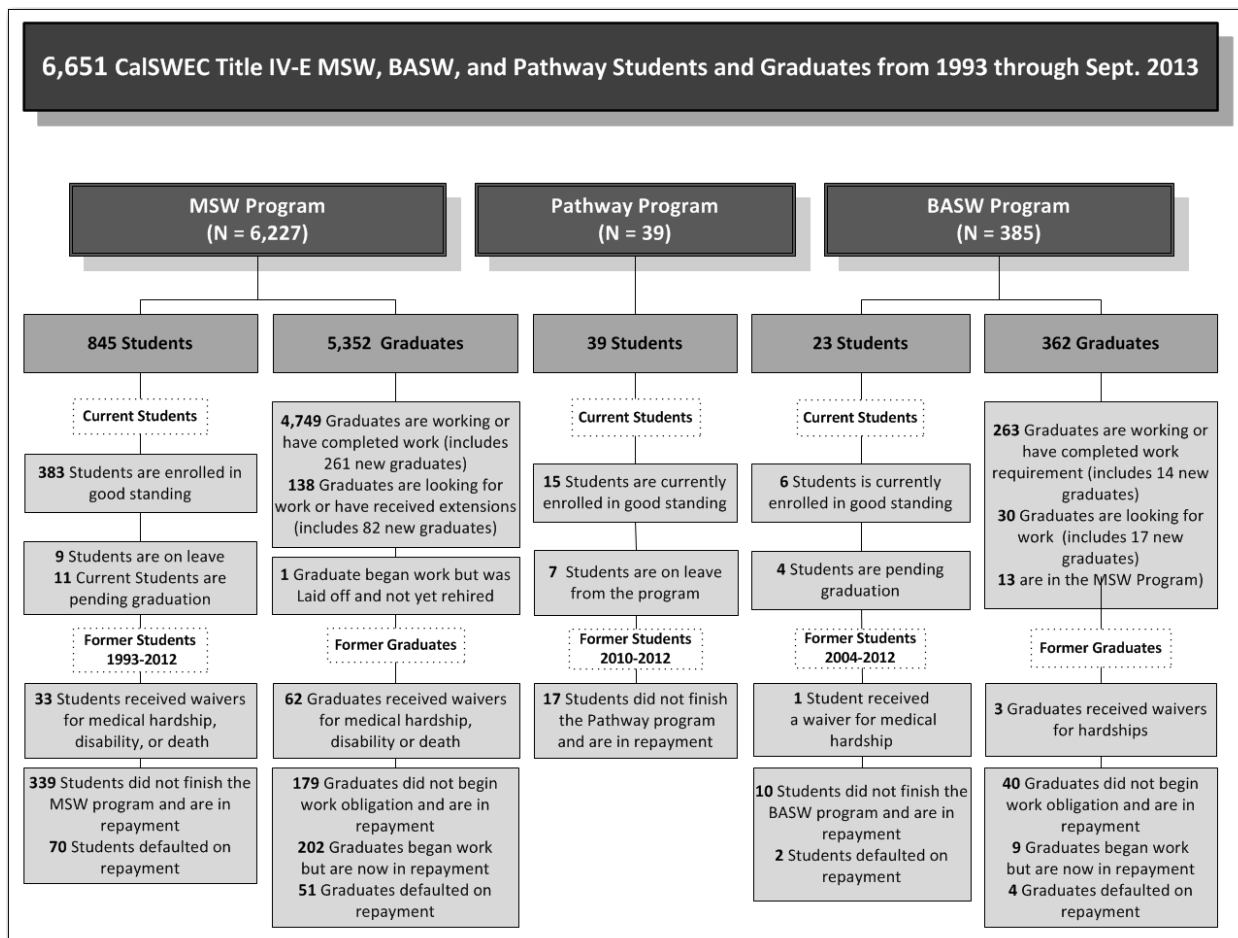 6,651 CalSWEC Title IV-E MSW, BASW, and Pathway Students and Graduates from 1993 through Sept. 2013
MSW Program
(N = 6,227)
Pathway Program
(N = 39)
BASW Program
(N = 385)
845 Students
5,352 Graduates
39 Students
23 Students
362 Graduates
Current Students
383 Students are enrolled in
good standing
9 Students are on leave
11 Current Students are
pending graduation
Former Students
1993-2012
33 Students received waivers
for medical hardship,
disability, or death
339 Students did not finish the
MSW program and are in
repayment
70 Students defaulted on
repayment
4,749 Graduates are working or
have completed work (includes
261 new graduates)
138 Graduates are looking for
work or have received extensions
(includes 82 new graduates)
1 Graduate began work but was
Laid off and not yet rehired
Former Graduates
62 Graduates received waivers
for medical hardship,
disability or death
179 Graduates did not begin
work obligation and are in
repayment
202 Graduates began work
but are now in repayment
51 Graduates defaulted on
repayment
Current Students
15 Students are currently
enrolled in good standing
7 Students are on leave
from the program
Former Students
2010-2012
17 Students did not finish
the Pathway program
and are in repayment
Current Students
6 Students is currently
enrolled in good standing
4 Students are pending
graduation
Former Students
2004-2012
1 Student received
a waiver for medical
hardship
10 Students did not finish the
BASW program and are in
repayment
2 Students defaulted on
repayment
263 Graduates are working or
have completed work
requirement (includes 14 new
graduates)
30 Graduates are looking for
work (includes 17 new
graduates)
13 are in the MSW Program)
Former Graduates
3 Graduates received waivers
for hardships
40 Graduates did not begin
work obligation and are in
repayment
9 Graduates began work
but are now in repayment
4 Graduates defaulted on
repayment